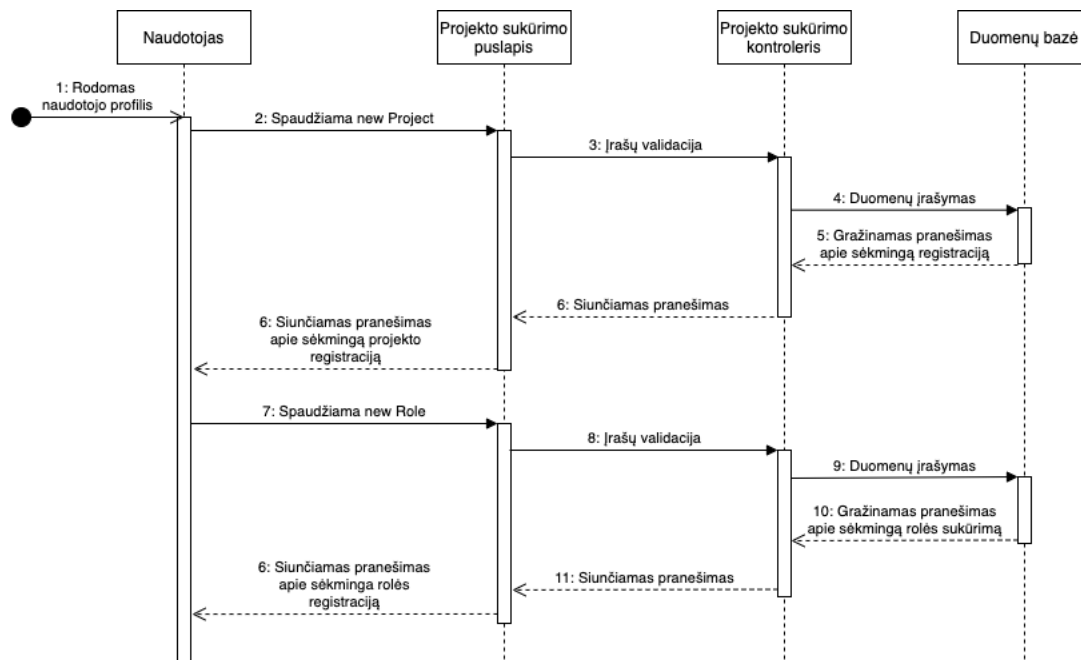 Naudotojas
Projekto sukūrimo
puslapis
Projekto sukūrimo
kontroleris
Duomenų bazė
1: Rodomas
naudotojo profilis
2: Spaudžiama new Project
3: Įrašų validacija
4: Duomenų įrašymas
5: Gražinamas pranešimas
apie sėkmingą registraciją
6: Siunčiamas pranešimas
6: Siunčiamas pranešimas
apie sėkmingą projekto
registraciją
7: Spaudžiama new Role
8: Įrašų validacija
9: Duomenų įrašymas
10: Gražinamas pranešimas
apie sėkmingą rolės sukūrimą
11: Siunčiamas pranešimas
6: Siunčiamas pranešimas
apie sėkminga rolės
registraciją